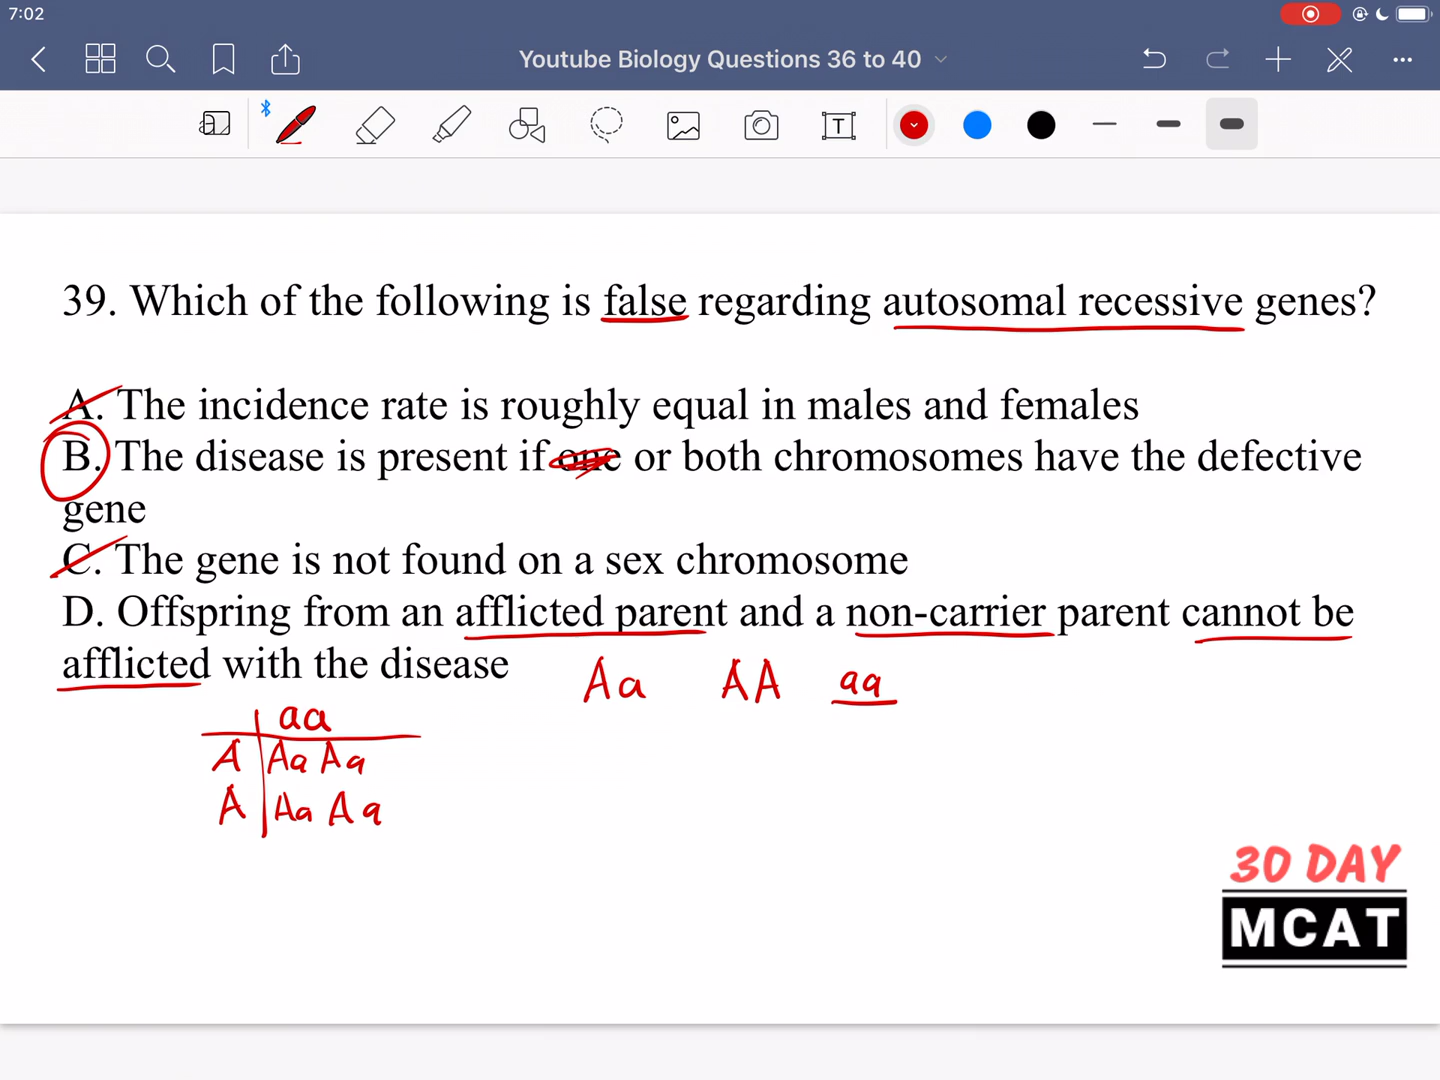 7:02
Youtube Biology Questions 36 to 40
T
39. Which of the following is false regarding autosomal recessive genes?
A. The incidence rate is roughly equal in males and females
B. The disease is present if one or both chromosomes have the defective
gene
C. The gene is not found on a sex chromosome
D. Offspring from an afflicted parent and a non-carrier parent cannot be
afflicted with the disease
Aa AA aa
aa
A Aa Aa
A Aa Aa
30 DAY
MCAT